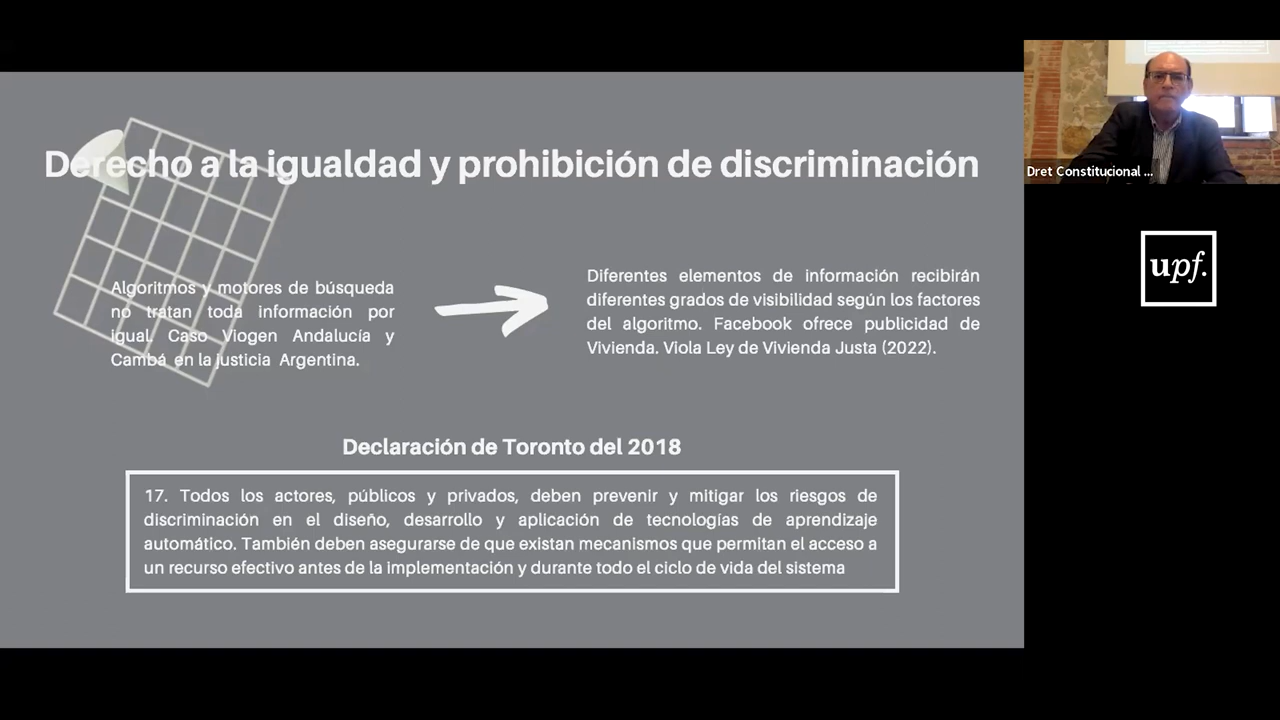 Derecho a la igualdad y prohibición de discriminación
Algoritmos y motores de búsqueda
no tratan toda información por
igual. Caso Viogen Andalucía y
Cambá en la justicia Argentina.
Diferentes elementos de información recibirán
diferentes grados de visibilidad según los factores
del algoritmo. Facebook ofrece publicidad de
Vivienda. Viola Ley de Vivienda Justa (2022).
Declaración de Toronto del 2018
17. Todos los actores, públicos y privados, deben prevenir y mitigar los riesgos de
discriminación en el diseño, desarrollo y aplicación de tecnologías de aprendizaje
automático. También deben asegurarse de que existan mecanismos que permitan el acceso a
un recurso efectivo antes de la implementación y durante todo el ciclo de vida del sistema
Dret Constitucional ...
upf.